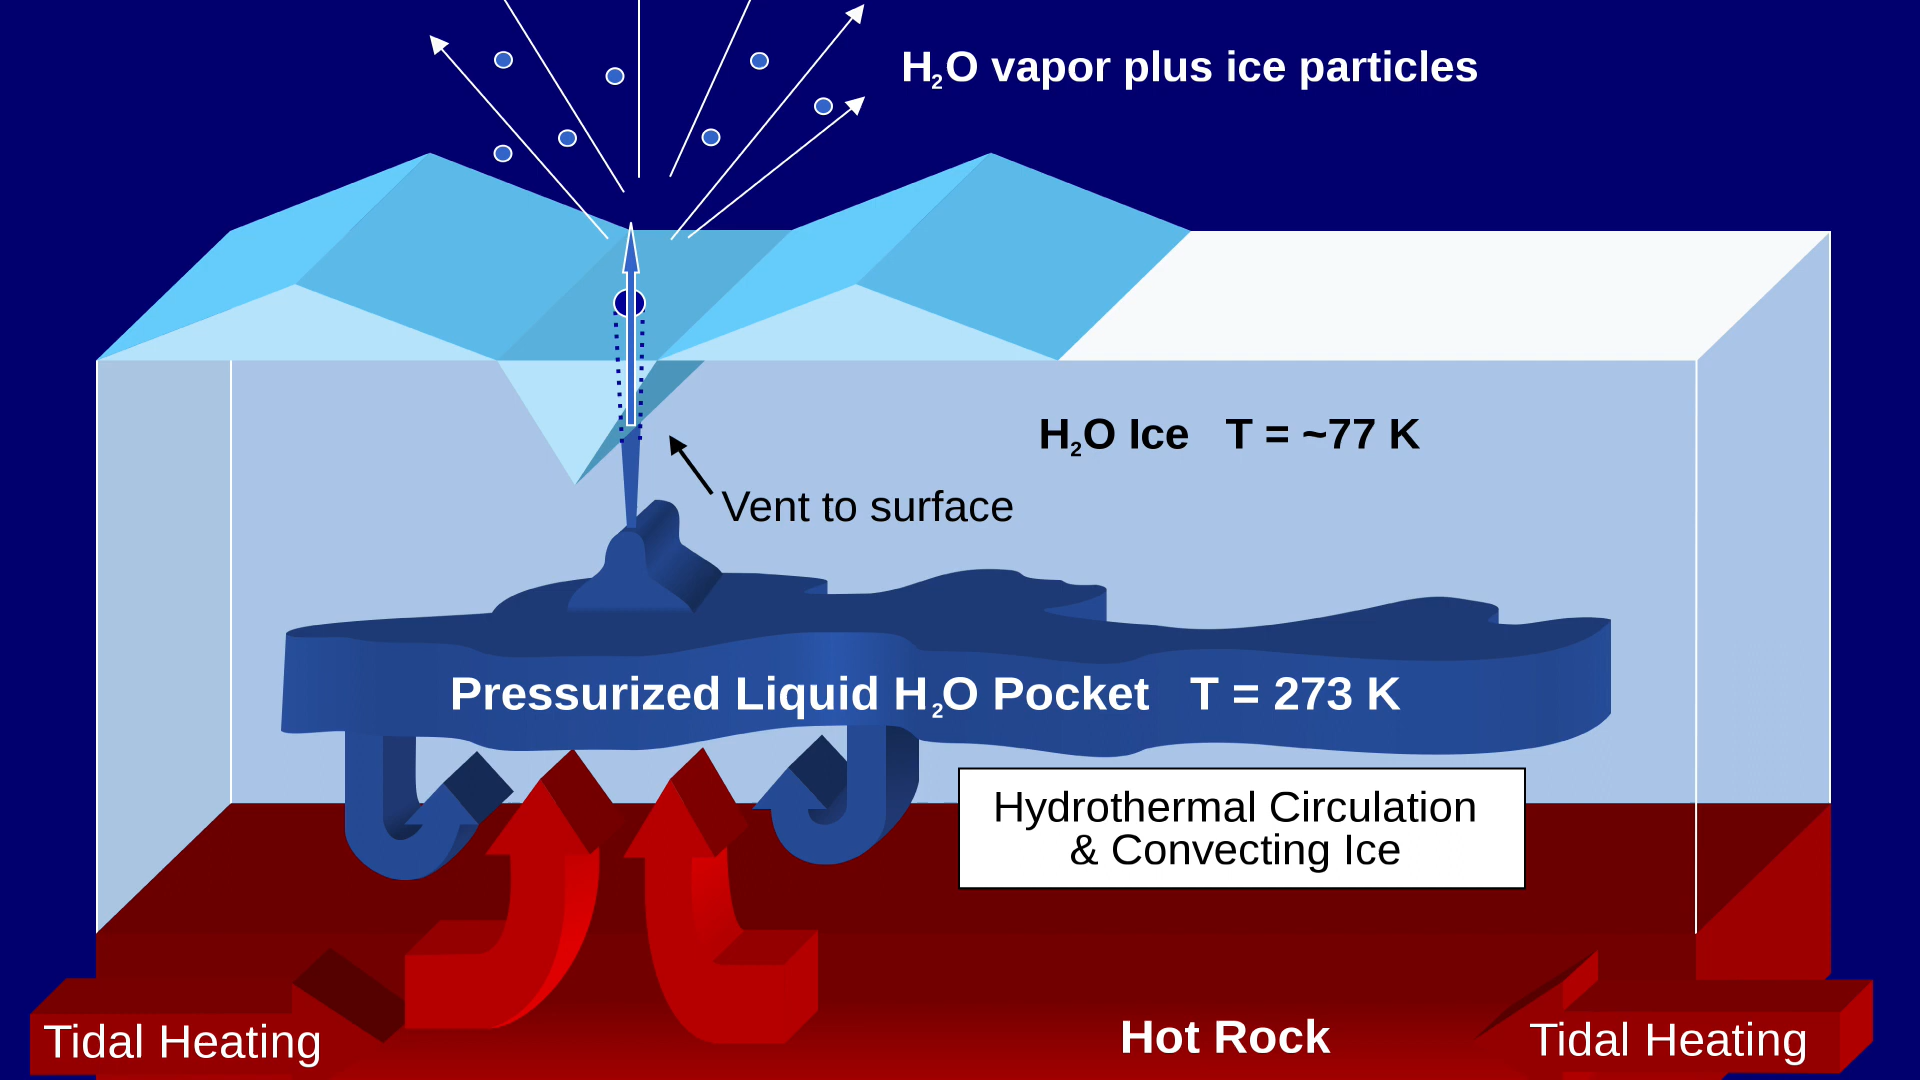 H₂O vapor plus ice particles
H₂O Ice T = ~77 K
Vent to surface
Pressurized Liquid H₂O Pocket T = 273 K
Hydrothermal Circulation
& Convecting Ice
Hot Rock
Tidal Heating
Tidal Heating